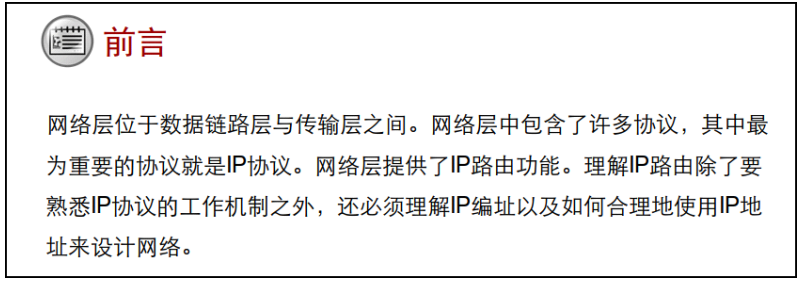 前言
网络层位于数据链路层与传输层之间。网络层中包含了许多协议，其中最
为重要的协议就是IP协议。网络层提供了IP路由功能。理解IP路由除了要
熟悉IP协议的工作机制之外，还必须理解IP编址以及如何合理地使用IP地
址来设计网络。